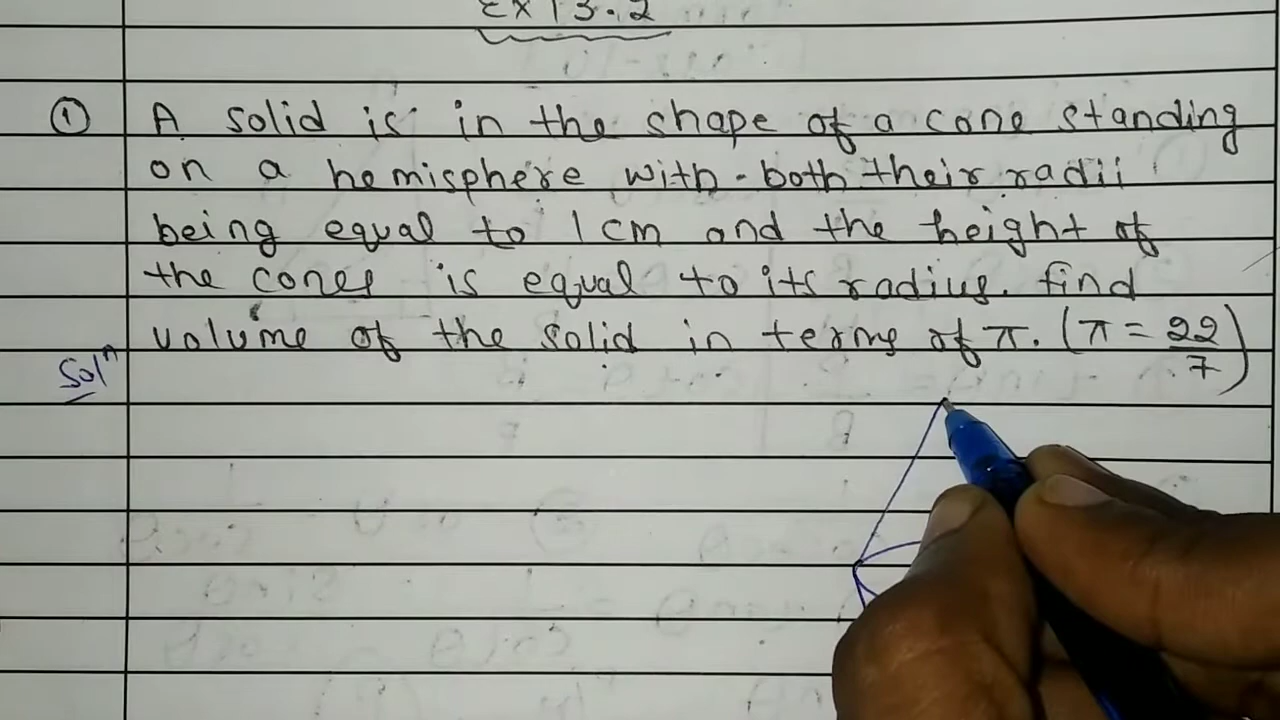 Ex 13.2
① A solid is in the shape of a cone standing
on a hemisphere with both their radii
being equal to 1 cm and the height of
the cones is equal to its radius. find
volume of the solid in terms of π. (π = 22/7)
Solⁿ